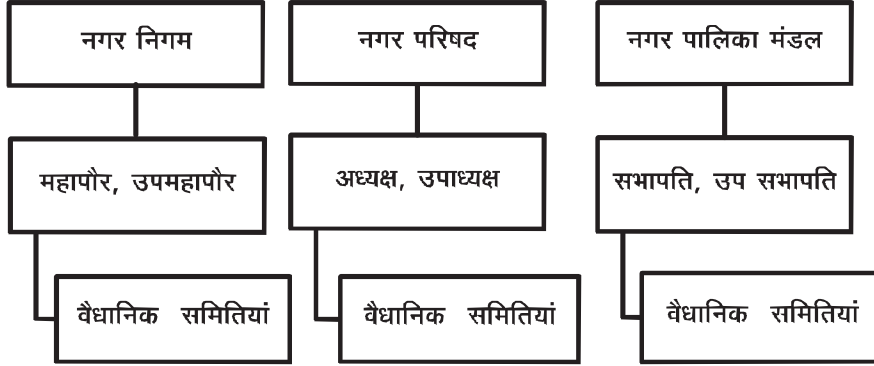 नगर निगम
महापौर, उपमहापौर
वैधानिक समितियां
नगर परिषद
अध्यक्ष, उपाध्यक्ष
वैधानिक समितियां
नगर पालिका मंडल
सभापति, उप सभापति
वैधानिक समितियां